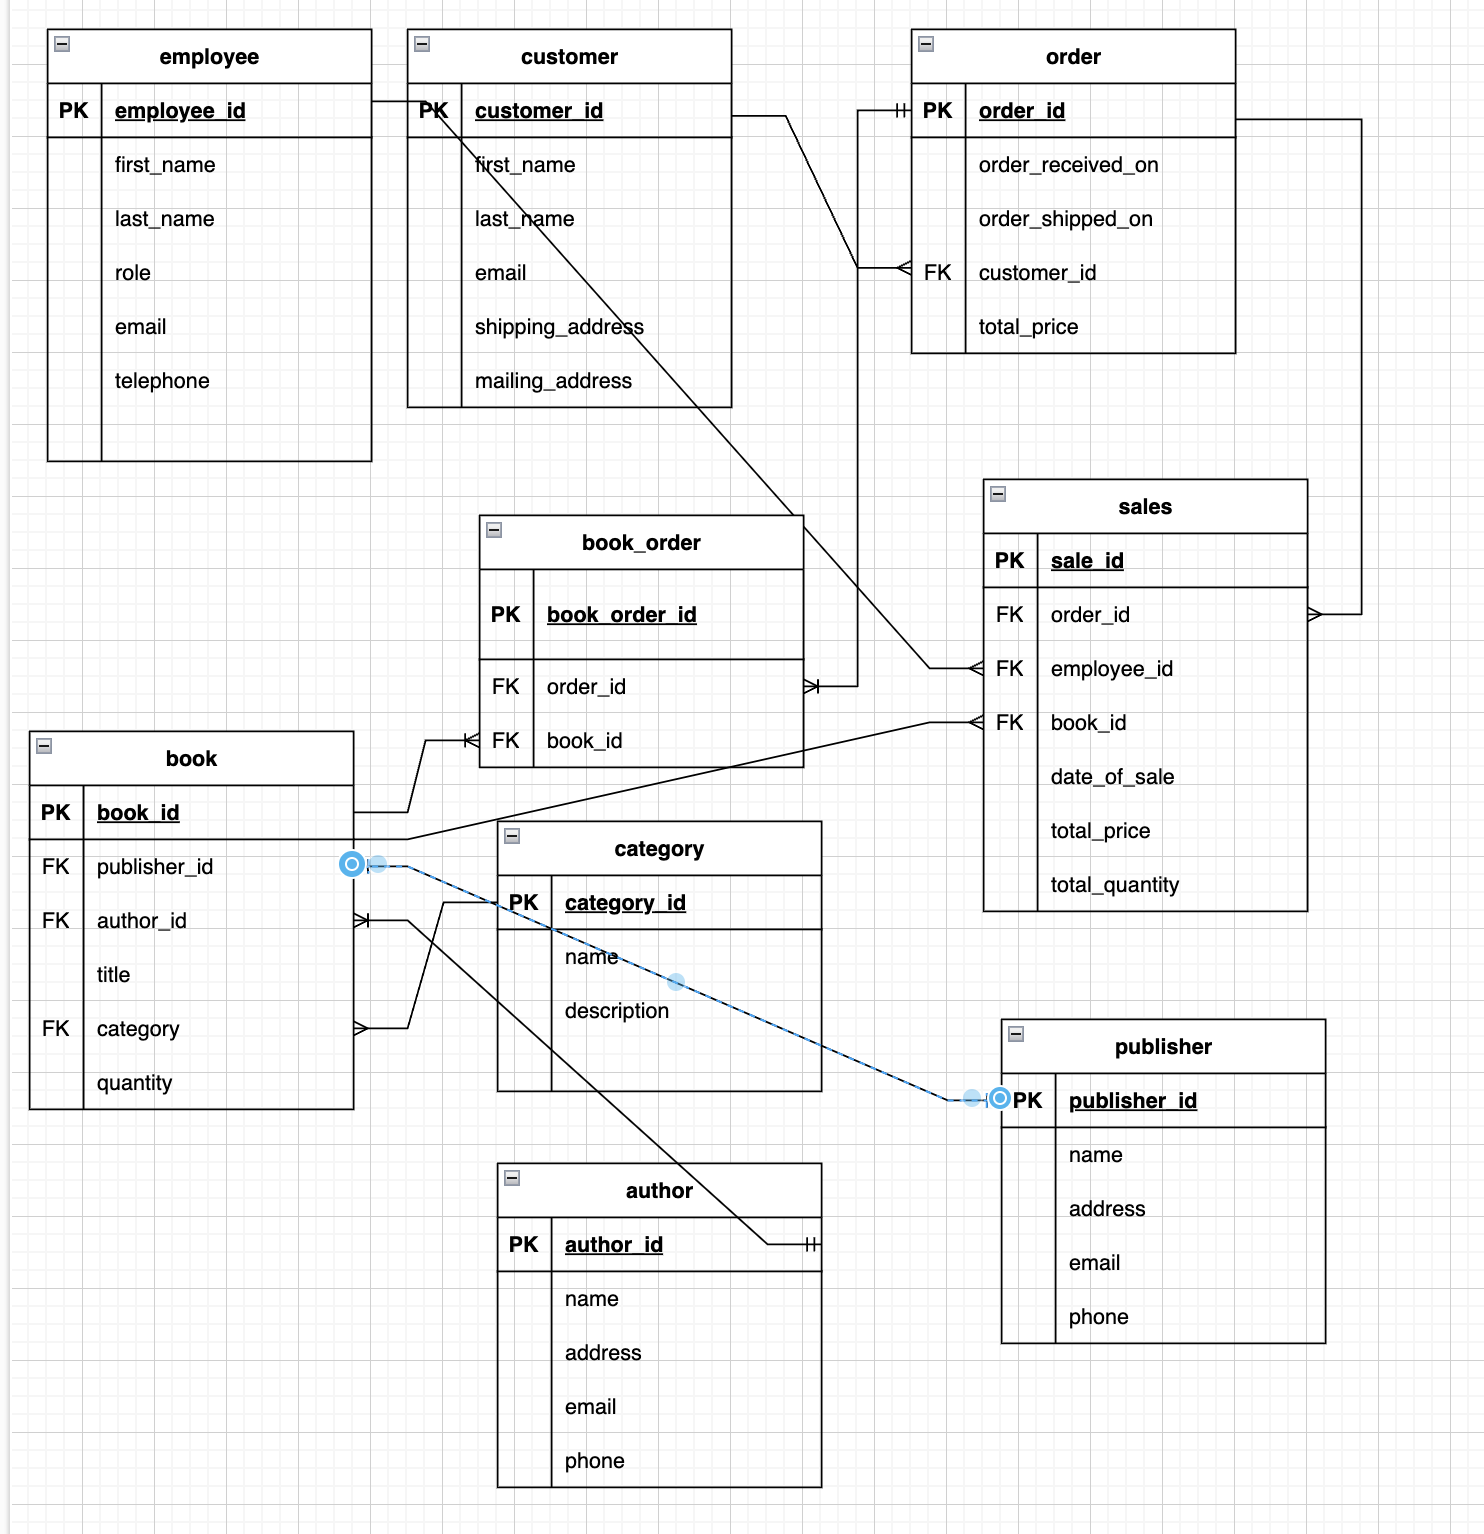 employee
PK employee_id
first_name
last_name
role
email
telephone
customer
PK customer_id
first_name
last_name
email
shipping_address
mailing_address
order
PK order_id
order_received_on
order_shipped_on
FK customer_id
total_price
book_order
PK book_order_id
FK order_id
FK book_id
sales
PK sale_id
FK order_id
FK employee_id
FK book_id
date_of_sale
total_price
total_quantity
book
PK book_id
FK publisher_id
FK author_id
title
FK category
quantity
category
PK category_id
name
description
publisher
PK publisher_id
name
address
email
phone
author
PK author_id
name
address
email
phone